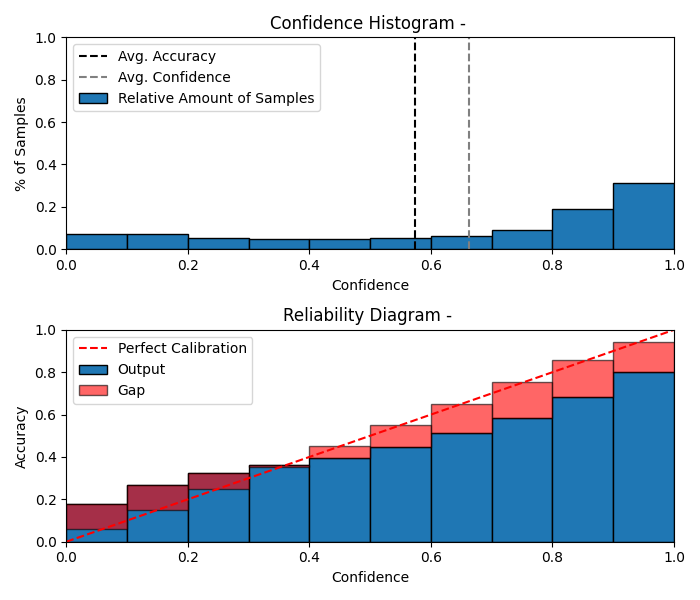 Confidence Histogram -
1.0
0.8
0.6
0.4
0.2
0.0
% of Samples
Avg. Accuracy
Avg. Confidence
Relative Amount of Samples
0.0 0.2 0.4 0.6 0.8 1.0
Confidence
Reliability Diagram -
1.0
0.8
0.6
0.4
0.2
0.0
Accuracy
Perfect Calibration
Output
Gap
0.0 0.2 0.4 0.6 0.8 1.0
Confidence